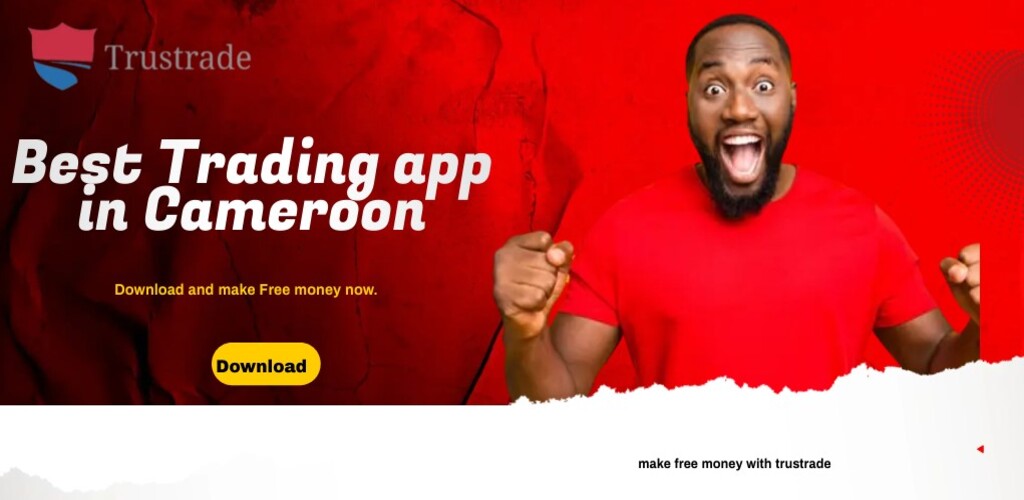 Trustrade
Best Trading app
in Cameroon
Download and make Free money now.
Download
make free money with trustrade